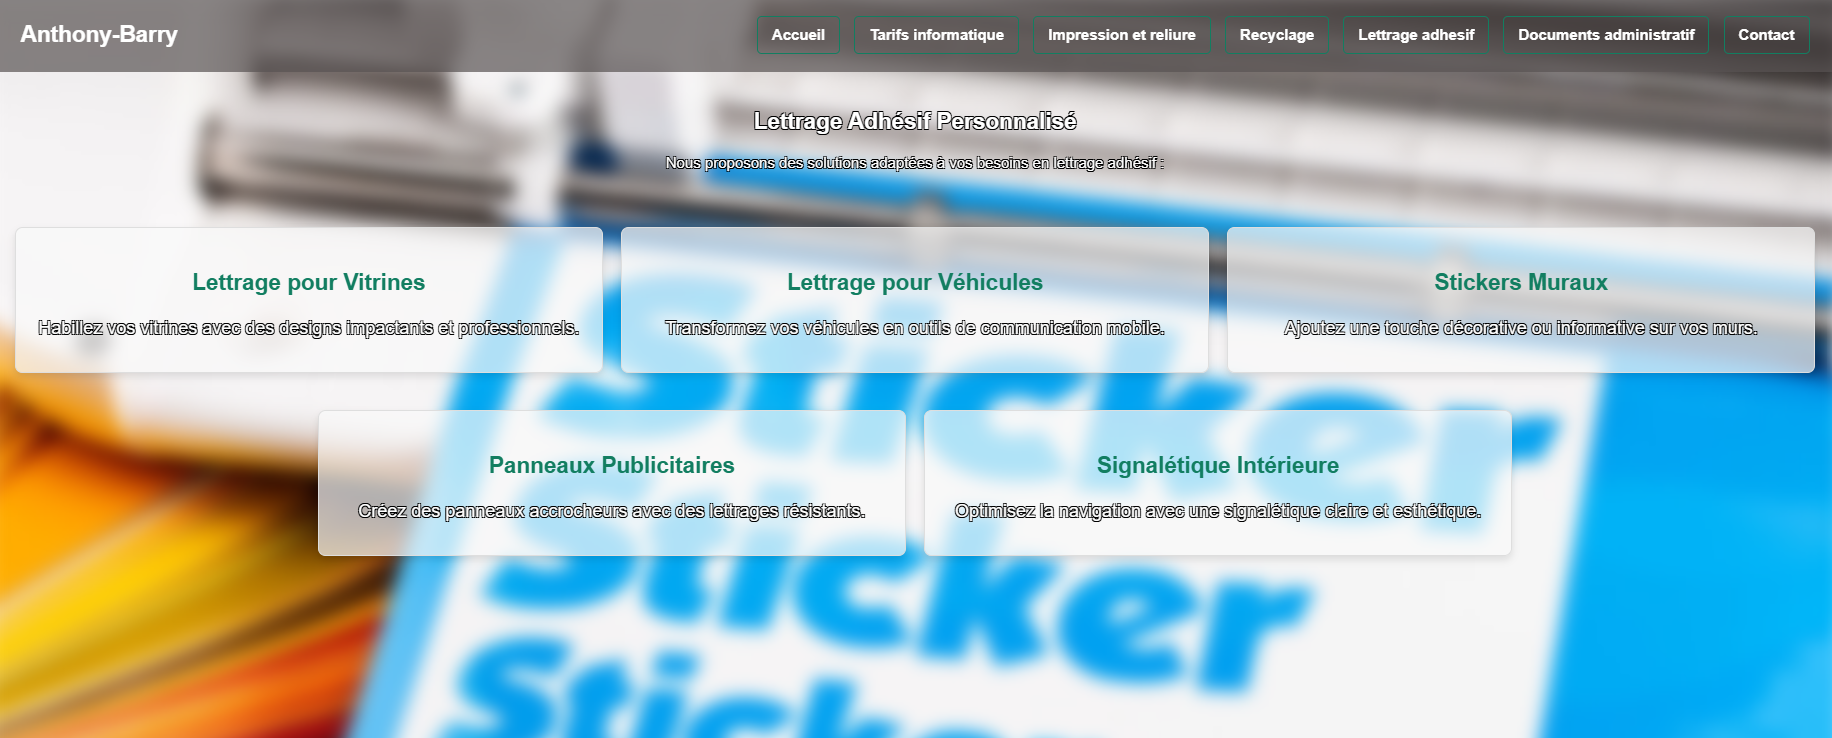 Anthony-Barry
Accueil
Tarifs informatique
Impression et reliure
Recyclage
Lettrage adhesif
Documents administratif
Contact
Lettrage Adhésif Personnalisé
Nous proposons des solutions adaptées à vos besoins en lettrage adhésif :
Lettrage pour Vitrines
Habillez vos vitrines avec des designs impactants et professionnels.
Lettrage pour Véhicules
Transformez vos véhicules en outils de communication mobile.
Stickers Muraux
Ajoutez une touche décorative ou informative sur vos murs.
Panneaux Publicitaires
Créez des panneaux accrocheurs avec des lettrages résistants.
Signalétique Intérieure
Optimisez la navigation avec une signalétique claire et esthétique.
Sticker
Sticker
Sticker